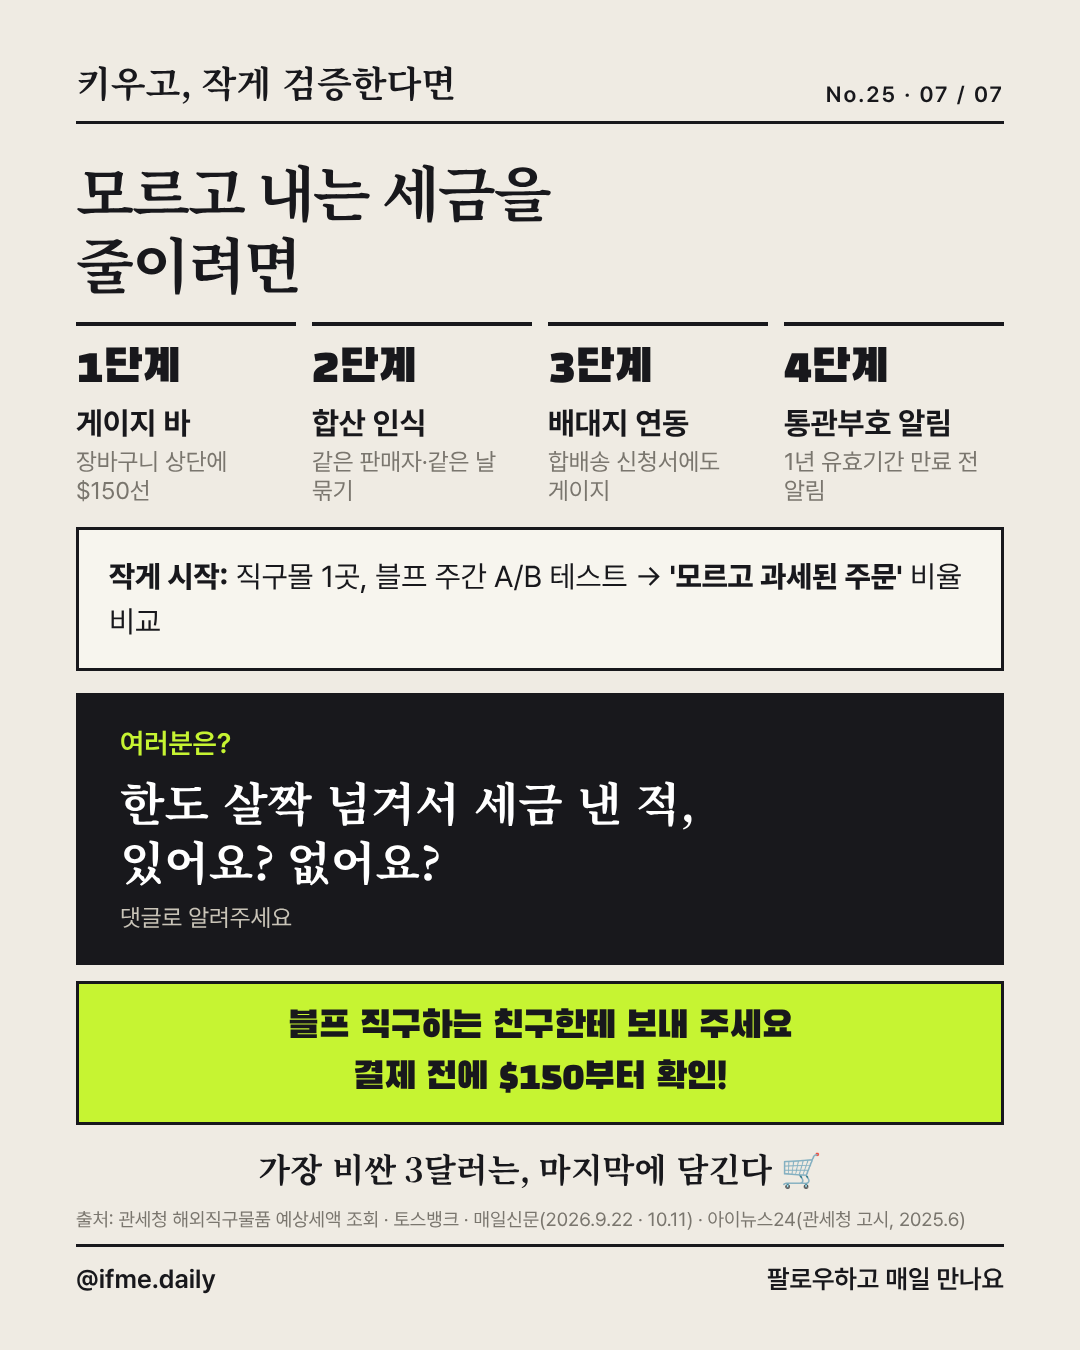 키우고, 작게 검증한다면
No.25 · 07 / 07
모르고 내는 세금을
줄이려면
1단계
게이지 바
장바구니 상단에
$150선
2단계
합산 인식
같은 판매자·같은 날
묶기
3단계
배대지 연동
합배송 신청서에도
게이지
4단계
통관부호 알림
1년 유효기간 만료 전
알림
작게 시작: 직구몰 1곳, 블프 주간 A/B 테스트 → '모르고 과세된 주문' 비율
비교
여러분은?
한도 살짝 넘겨서 세금 낸 적,
있어요? 없어요?
댓글로 알려주세요
블프 직구하는 친구한테 보내 주세요
결제 전에 $150부터 확인!
가장 비싼 3달러는, 마지막에 담긴다 🛒
출처: 관세청 해외직구물품 예상세액 조회 · 토스뱅크 · 매일신문(2026.9.22 · 10.11) · 아이뉴스24(관세청 고시, 2025.6)
@ifme.daily
팔로우하고 매일 만나요